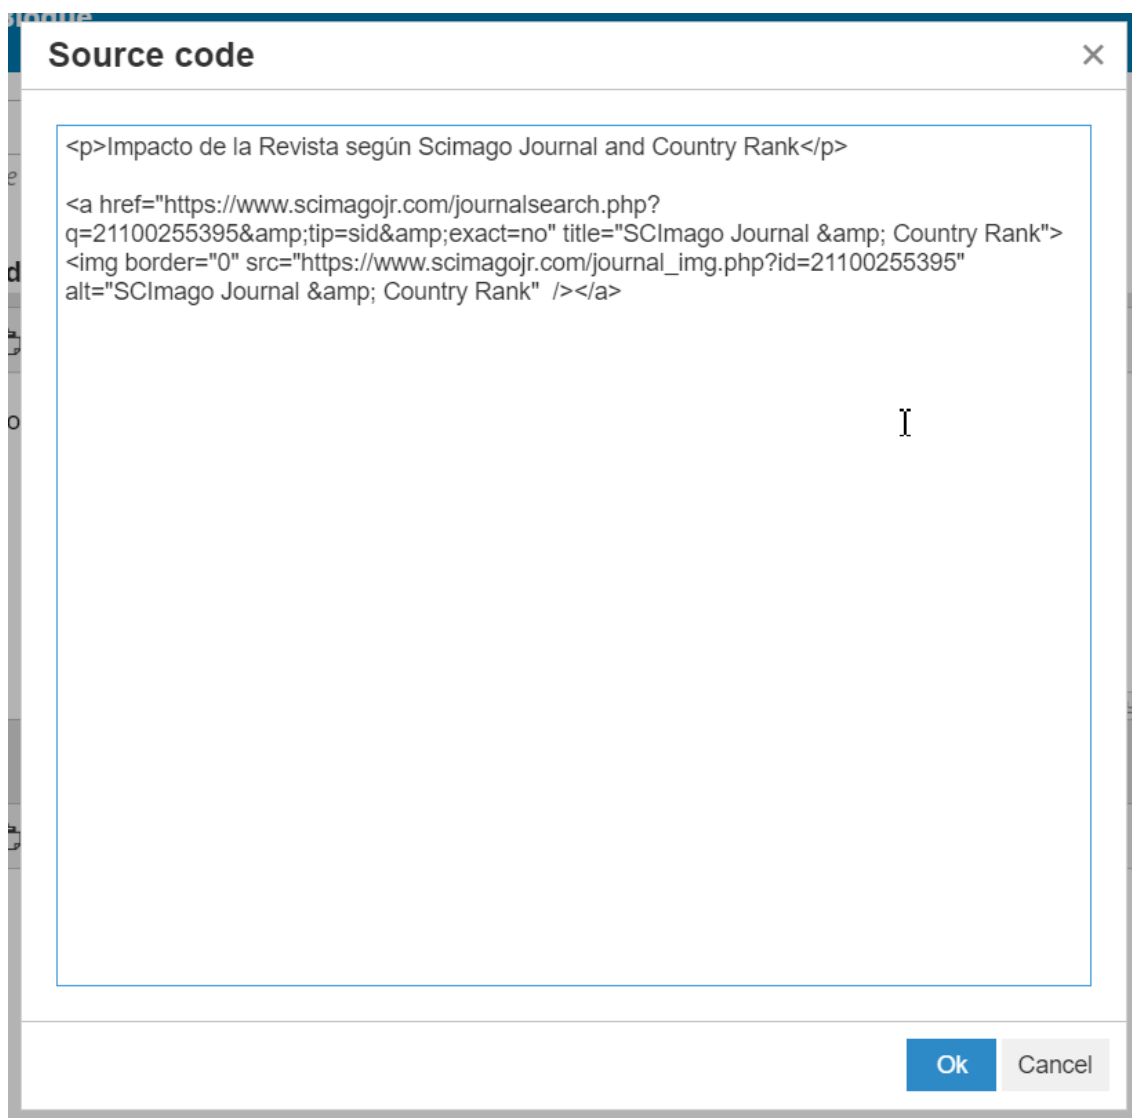 Source code
<p>Impacto de la Revista según Scimago Journal and Country Rank</p>
<a href="https://www.scimagojr.com/journalsearch.php?
q=21100255395&amp;tip=sid&amp;exact=no" title="SCImago Journal &amp; Country Rank">
<img border="0" src="https://www.scimagojr.com/journal_img.php?id=21100255395"
alt="SCImago Journal &amp; Country Rank"  /></a>
Ok
Cancel